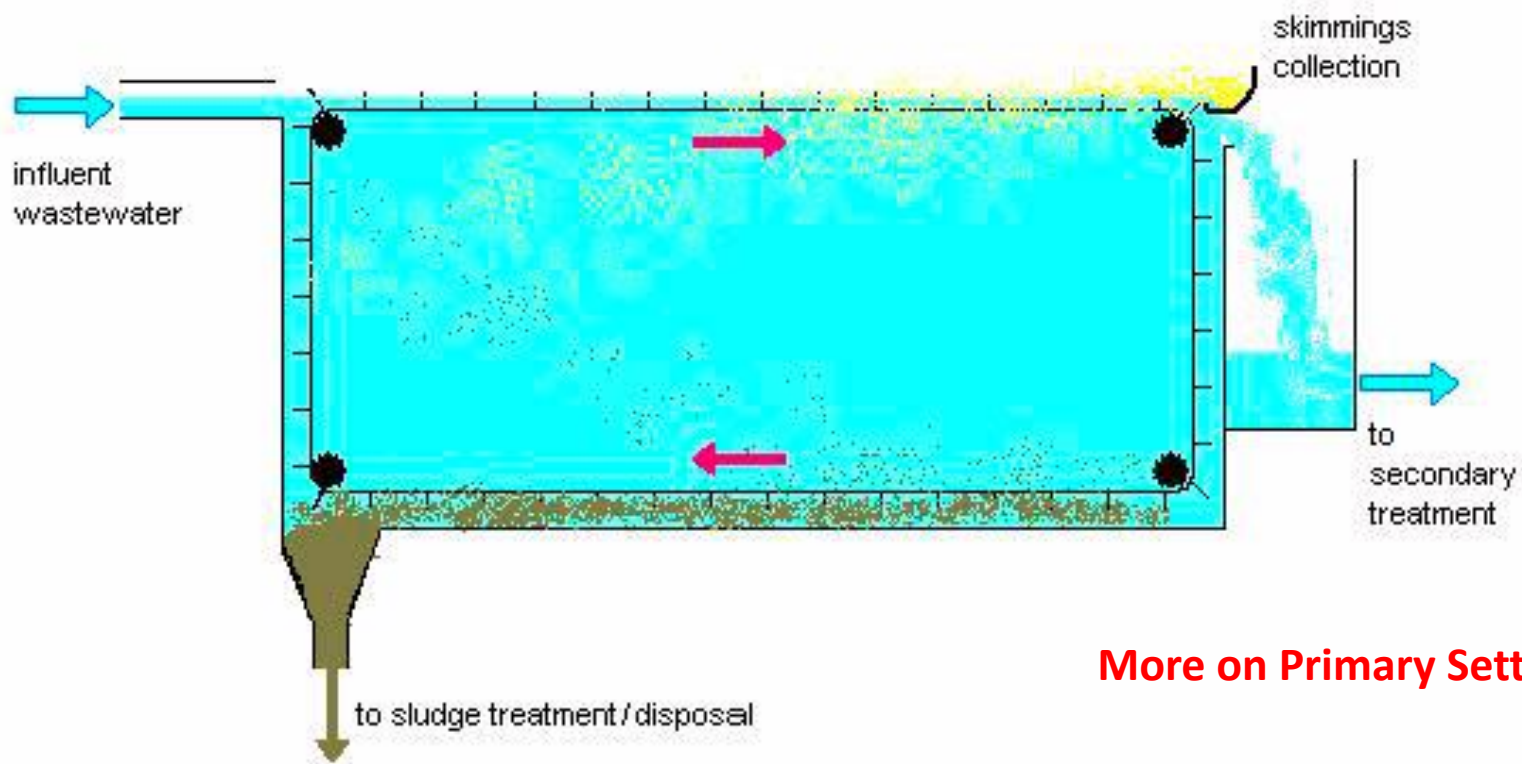 skimmings
collection
influent
wastewater
to
secondary
treatment
More on Primary Sett
to sludge treatment/disposal